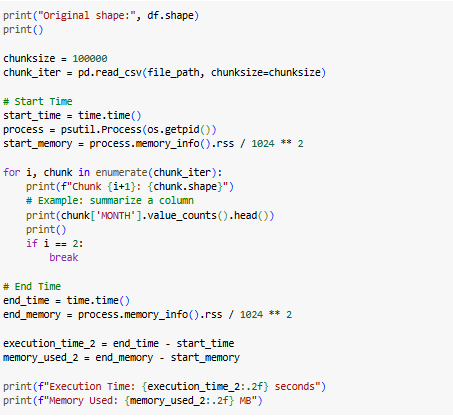 print("Original shape:", df.shape)
print()
chunksize = 100000
chunk_iter = pd.read_csv(file_path, chunksize=chunksize)
# Start Time
start_time = time.time()
process = psutil.Process(os.getpid())
start_memory = process.memory_info().rss / 1024 ** 2
for i, chunk in enumerate(chunk_iter):
    print(f"Chunk {i+1}: {chunk.shape}")
    # Example: summarize a column
    print(chunk['MONTH'].value_counts().head())
    print()
    if i == 2:
        break
# End Time
end_time = time.time()
end_memory = process.memory_info().rss / 1024 ** 2
execution_time_2 = end_time - start_time
memory_used_2 = end_memory - start_memory
print(f"Execution Time: {execution_time_2:.2f} seconds")
print(f"Memory Used: {memory_used_2:.2f} MB")